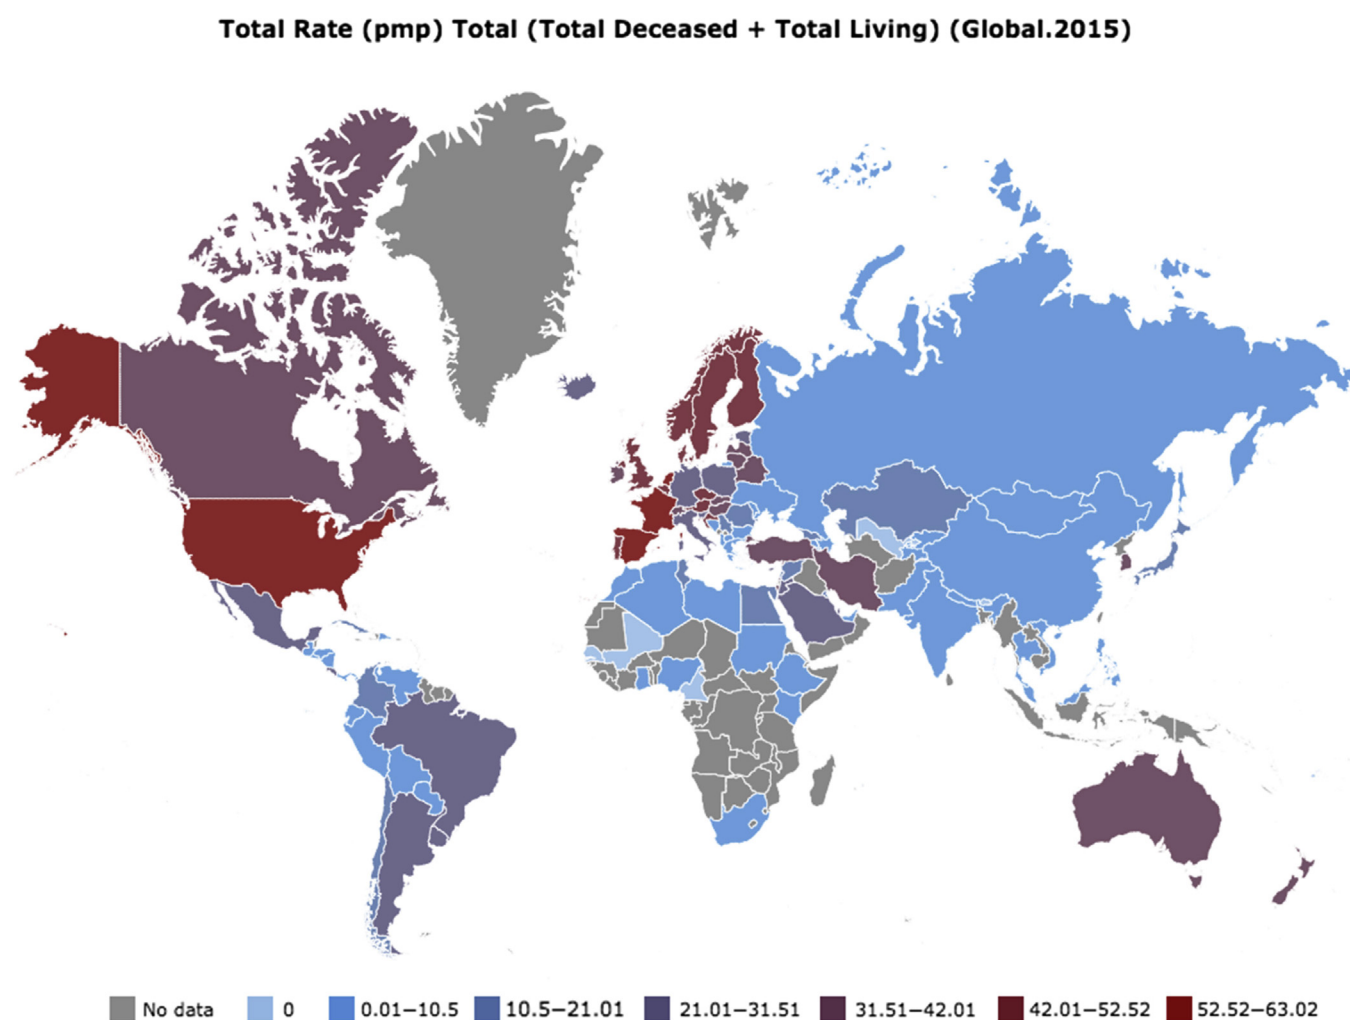 Total Rate (pmp) Total (Total Deceased + Total Living) (Global.2015)
No data 0 0.01−10.5 10.5−21.01 21.01−31.51 31.51−42.01 42.01−52.52 52.52−63.02